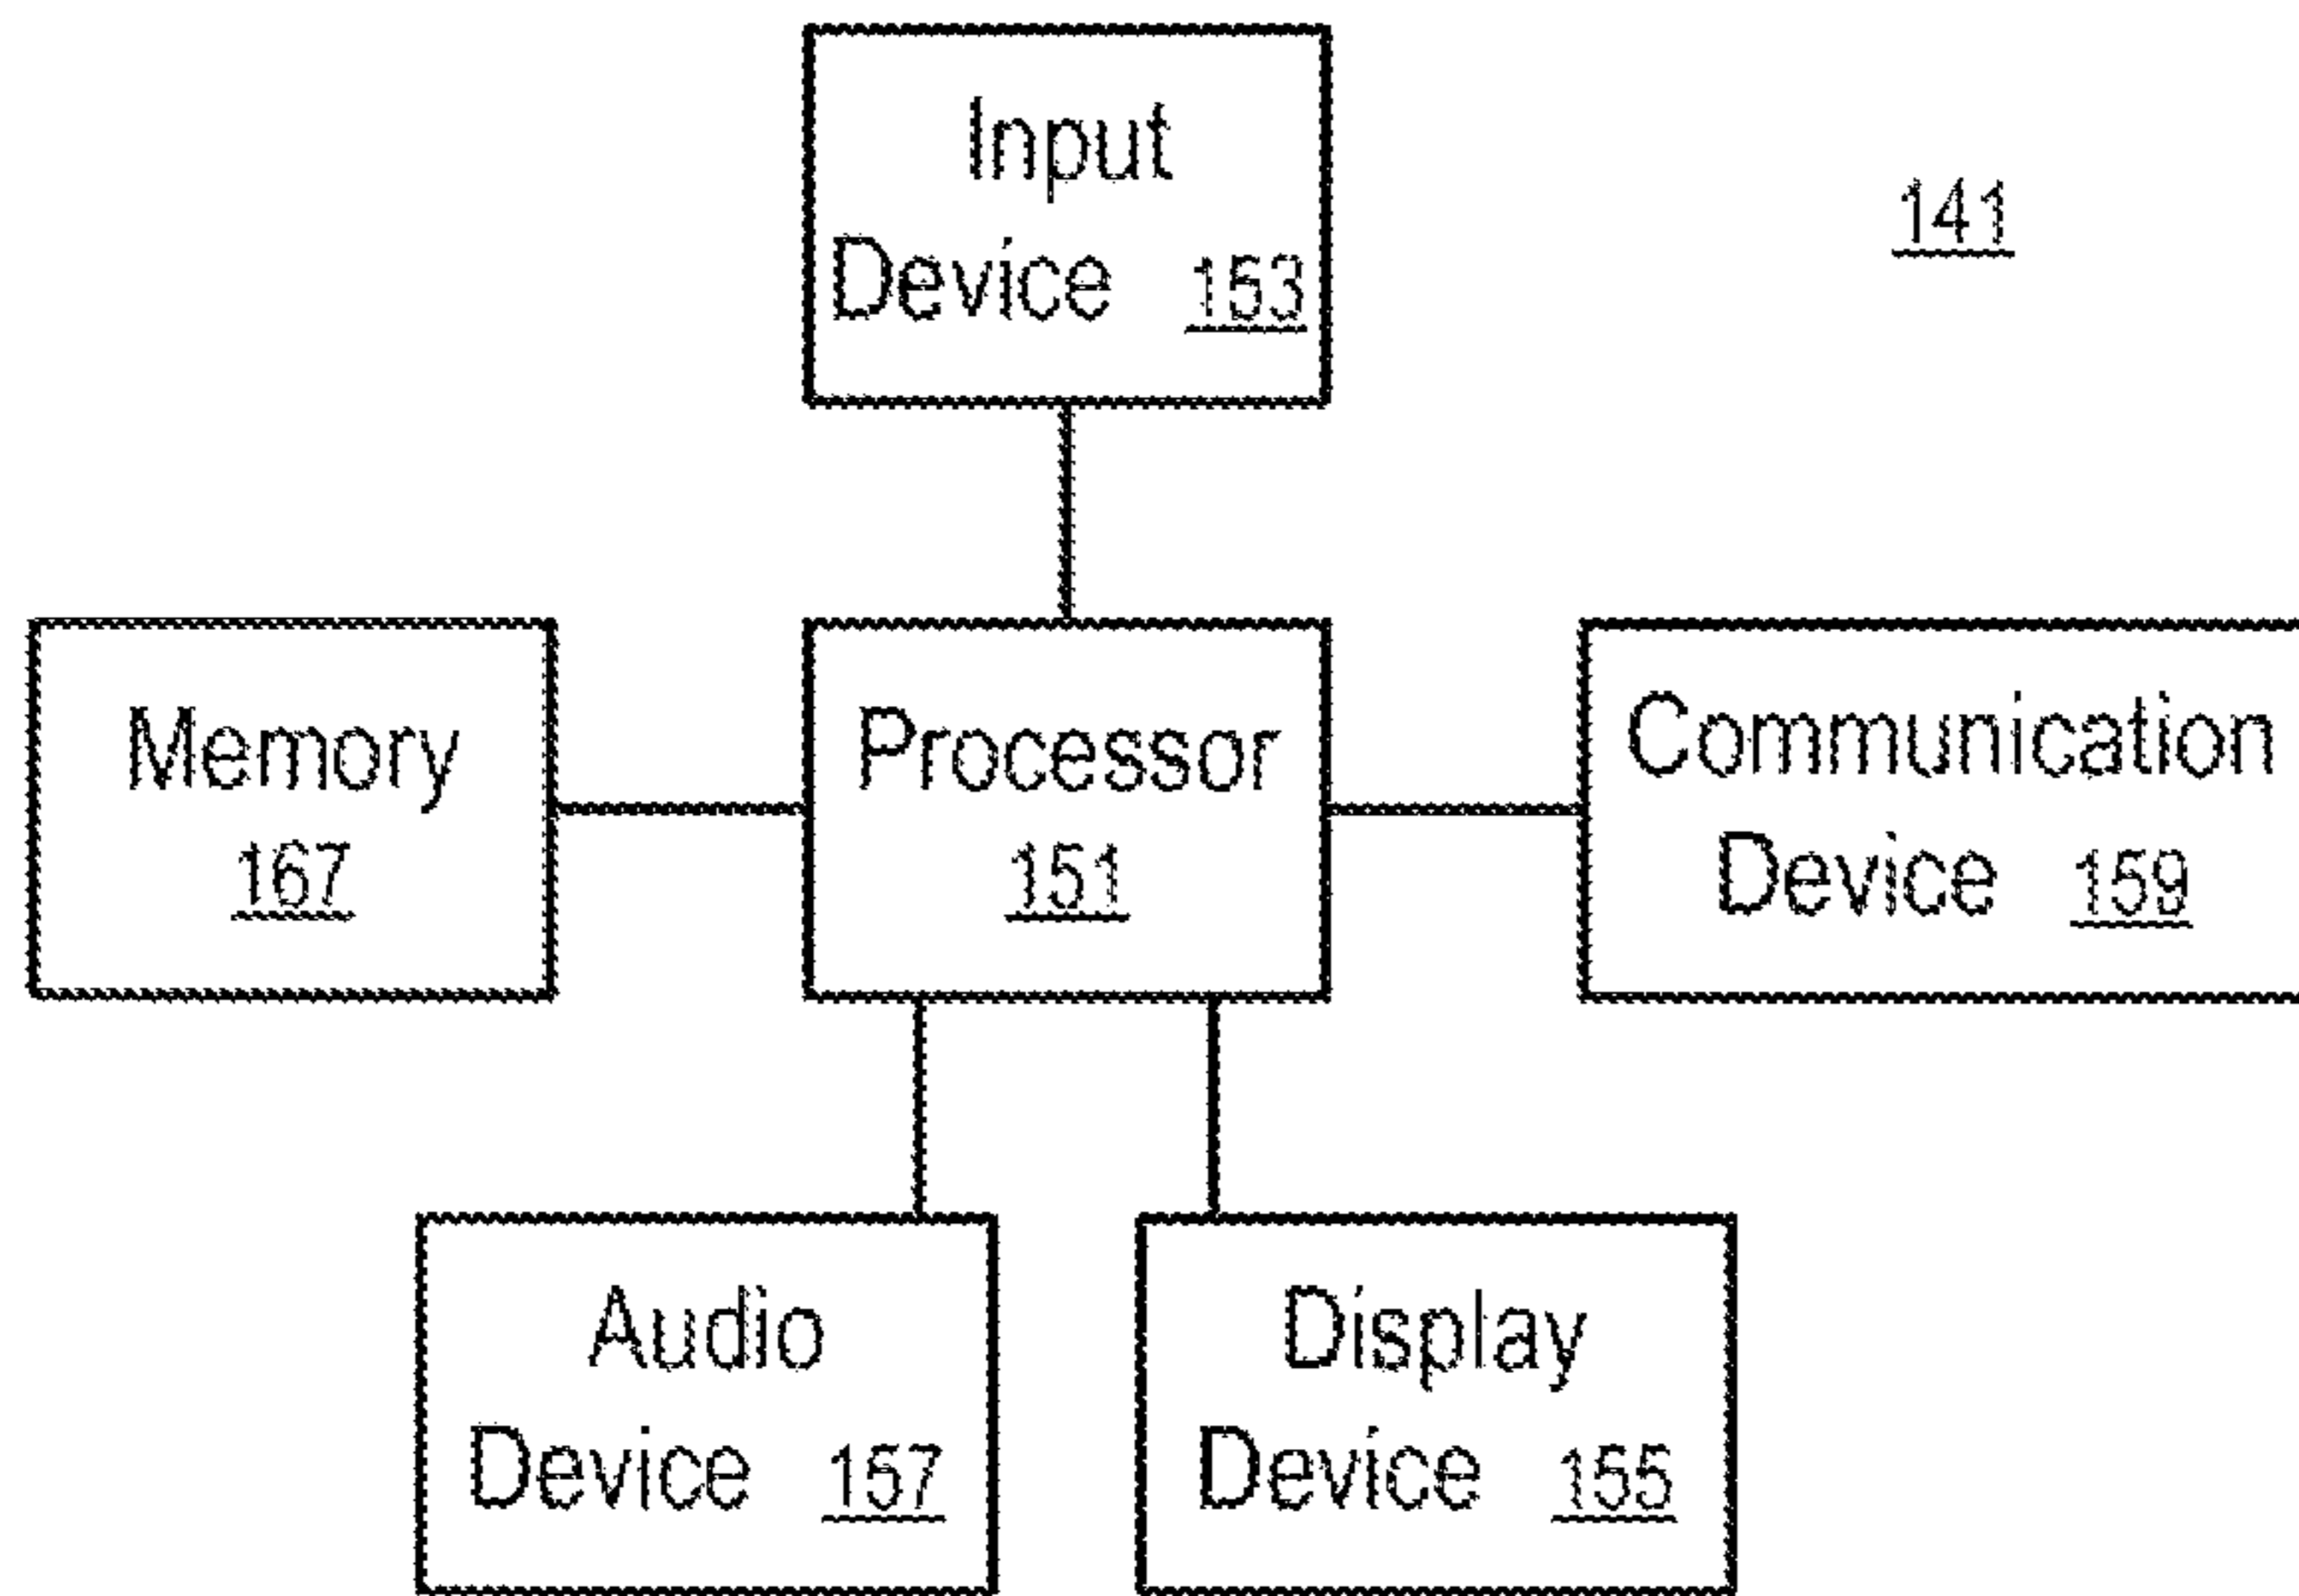 Input
Device 153
141
Memory
167
Processor
151
Communication
Device 159
Audio
Device 157
Display
Device 155